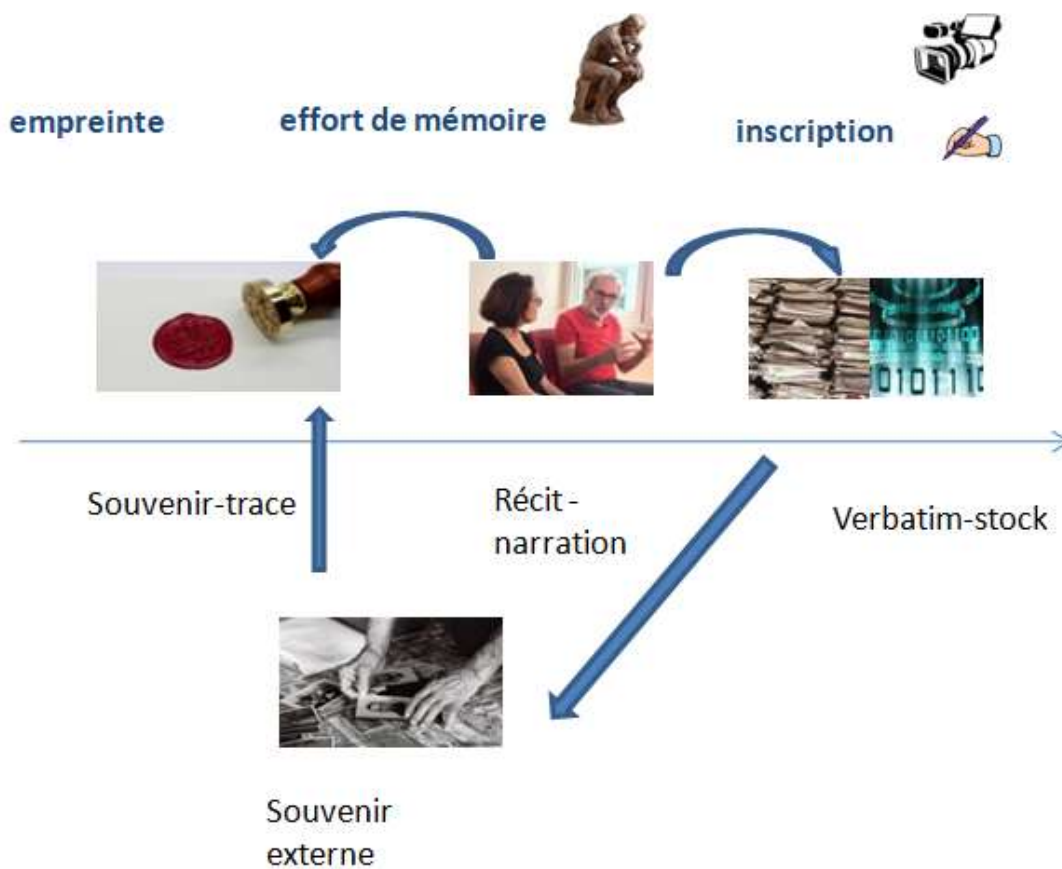 empreinte
effort de mémoire
inscription
Souvenir-trace
Récit -
narration
Verbatim-stock
Souvenir
externe